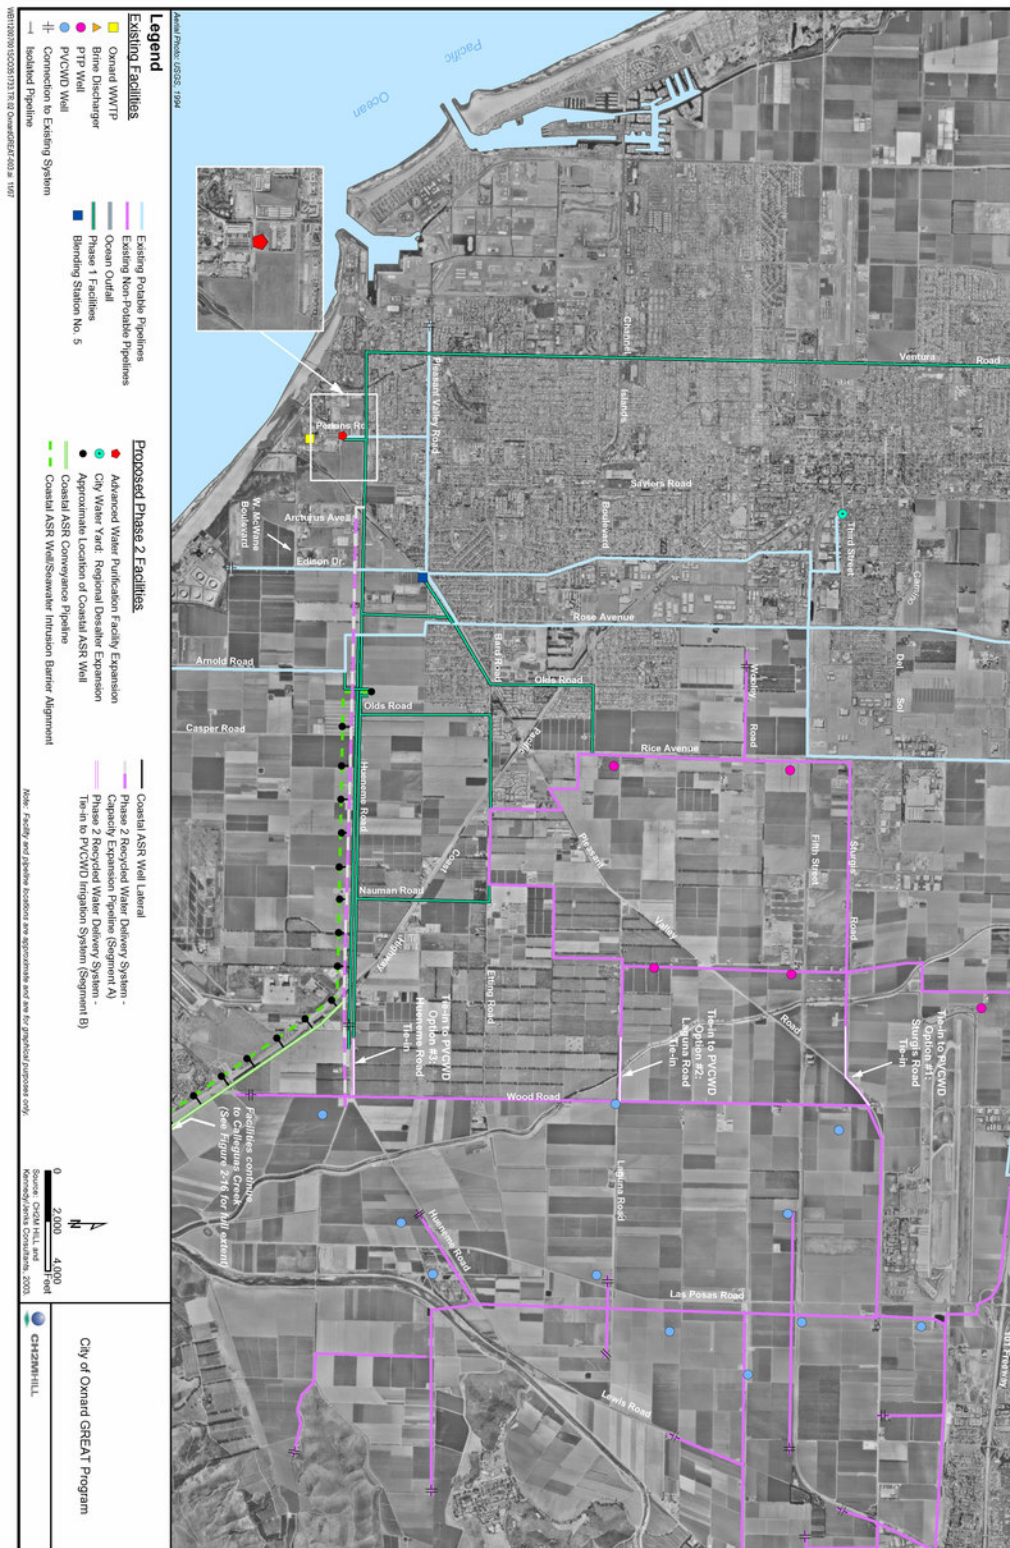 Legend
Existing Facilities
Oxnard WWTP
Brine Discharger
PTP Well
PVCWD Well
Connection to Existing System
Isolated Pipeline
Existing Potable Pipelines
Existing Non-Potable Pipelines
Ocean Outfall
Phase 1 Facilities
Blending Station No. 5
Proposed Phase 2 Facilities
Advanced Water Purification Facility Expansion
City Water Yard: Regional Desalter Expansion
Approximate Location of Coastal ASR Well
Coastal ASR Conveyance Pipeline
Coastal ASR Well/Seawater Intrusion Barrier Alignment
Coastal ASR Well Lateral
Phase 2 Recycled Water Delivery System -
Capacity Expansion Pipeline (Segment A)
Phase 2 Recycled Water Delivery System -
Tie-in to PVCWD Irrigation System (Segment B)
Note: Facility and pipeline locations are approximate and are for graphical purposes only.
0 2,000 4,000
Feet
N
Source: CH2M HILL and
Kennedy/Jenks Consultants, 2003.
City of Oxnard GREAT Program
CH2MHILL
Aerial Photo: USGS, 1994
Pacific
Ocean
Channel
Islands
Boulevard
Ventura
Road
Pleasant Valley Road
Perkins Rd
Saviers Road
Third Street
Camino
Del
Sol
Arcturus Ave
W. McWane
Boulevard
Edison Dr.
Rose Avenue
Bard Road
Arnold Road
Olds Road
Olds Road
Wooley
Road
Casper Road
Hueneme Road
Pacific
Coast
Highway
Rice Avenue
Pleasant
Valley
Road
Fifth Street
Sturgis
Road
Nauman Road
Etting Road
Tie-in to PVCWD
Option #1:
Sturgis Road
Tie-in
Tie-in to PVCWD
Option #2:
Laguna Road
Tie-in
Tie-in to PVCWD
Option #3:
Hueneme Road
Tie-in
Wood Road
Laguna Road
Hueneme Road
Las Posas Road
Lewis Road
101 Freeway
Facilities continue
to Calleguas Creek
(See Figure 2-16 for full extent)